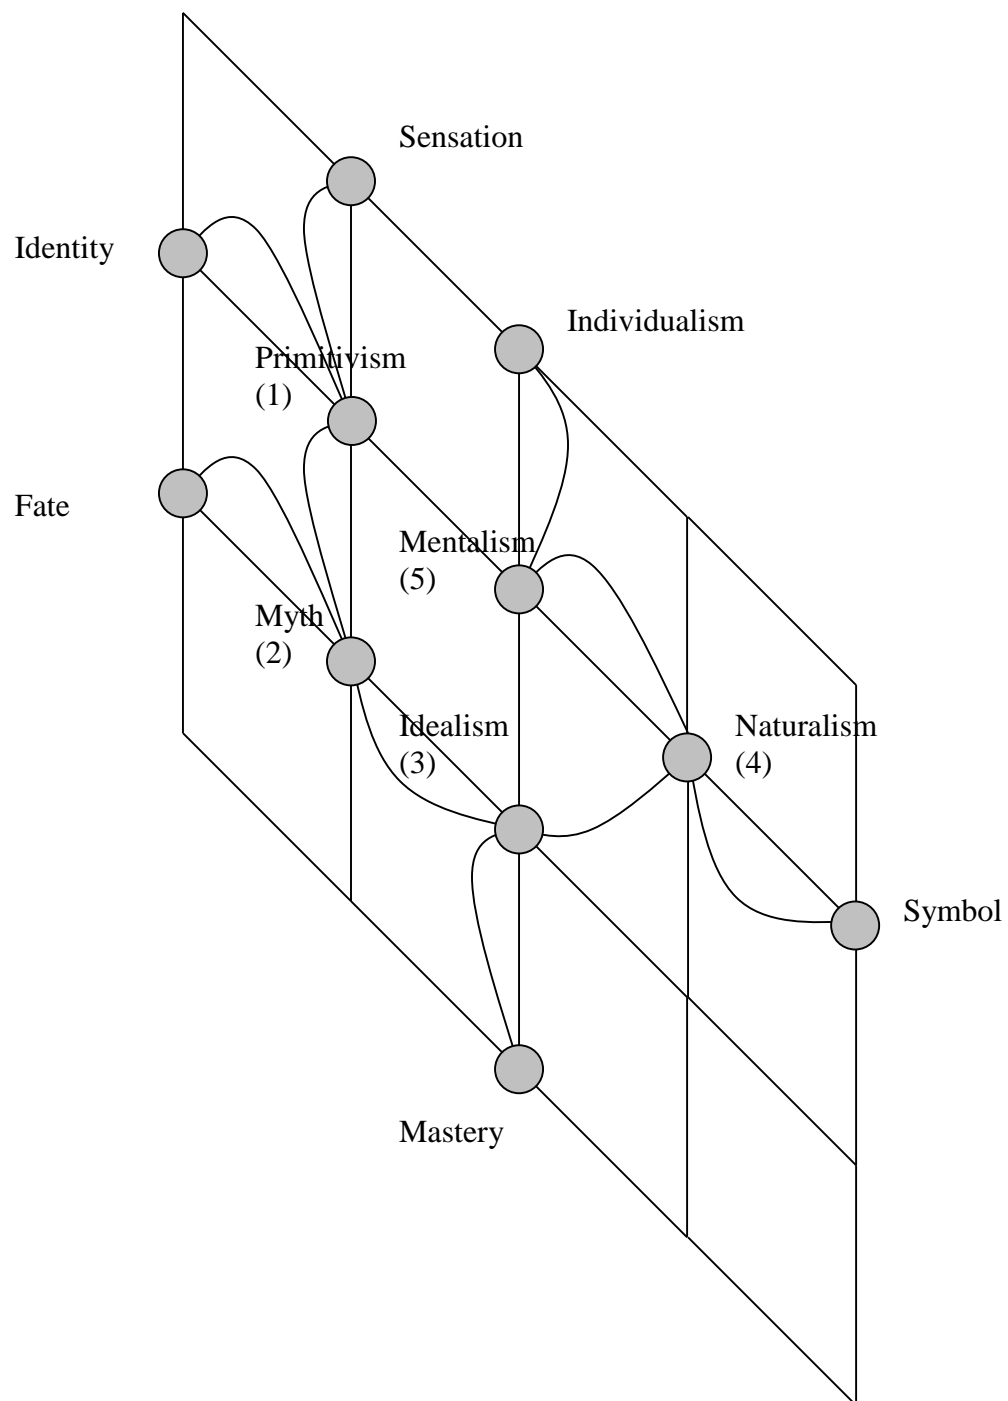 Sensation
Identity
Individualism
Primitivism
(1)
Fate
Mentalism
(5)
Myth
(2)
Idealism
(3)
Naturalism
(4)
Symbol
Mastery